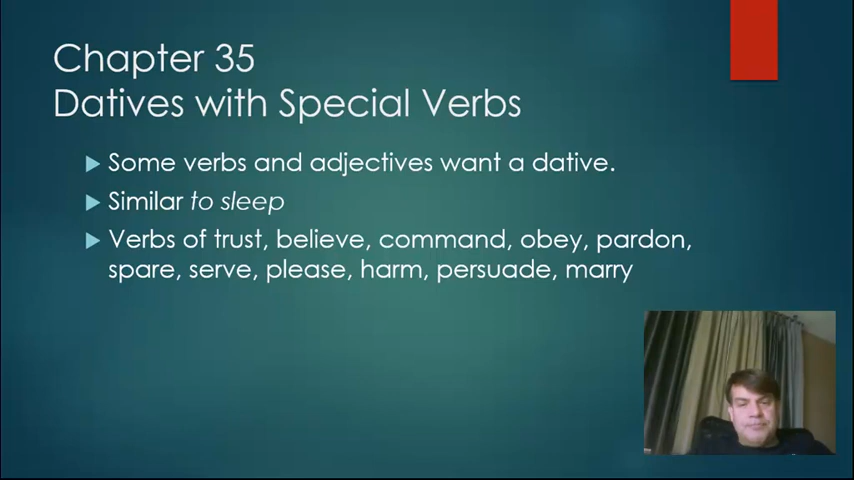 Chapter 35
Datives with Special Verbs
Some verbs and adjectives want a dative.
Similar to sleep
Verbs of trust, believe, command, obey, pardon,
spare, serve, please, harm, persuade, marry